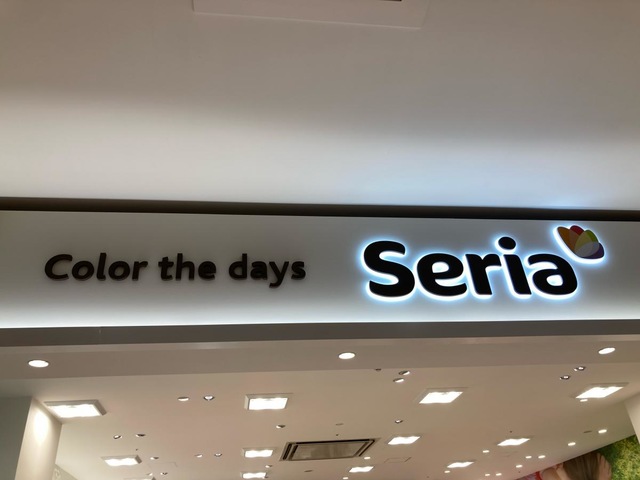 Color the days Seria